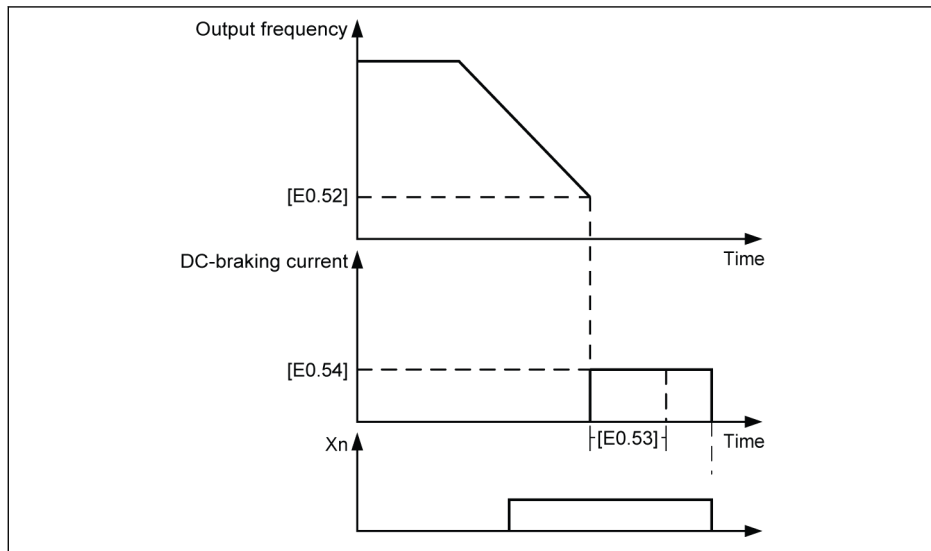 Output frequency
[E0.52]
Time
DC-braking current
[E0.54]
[E0.53]
Time
Xn